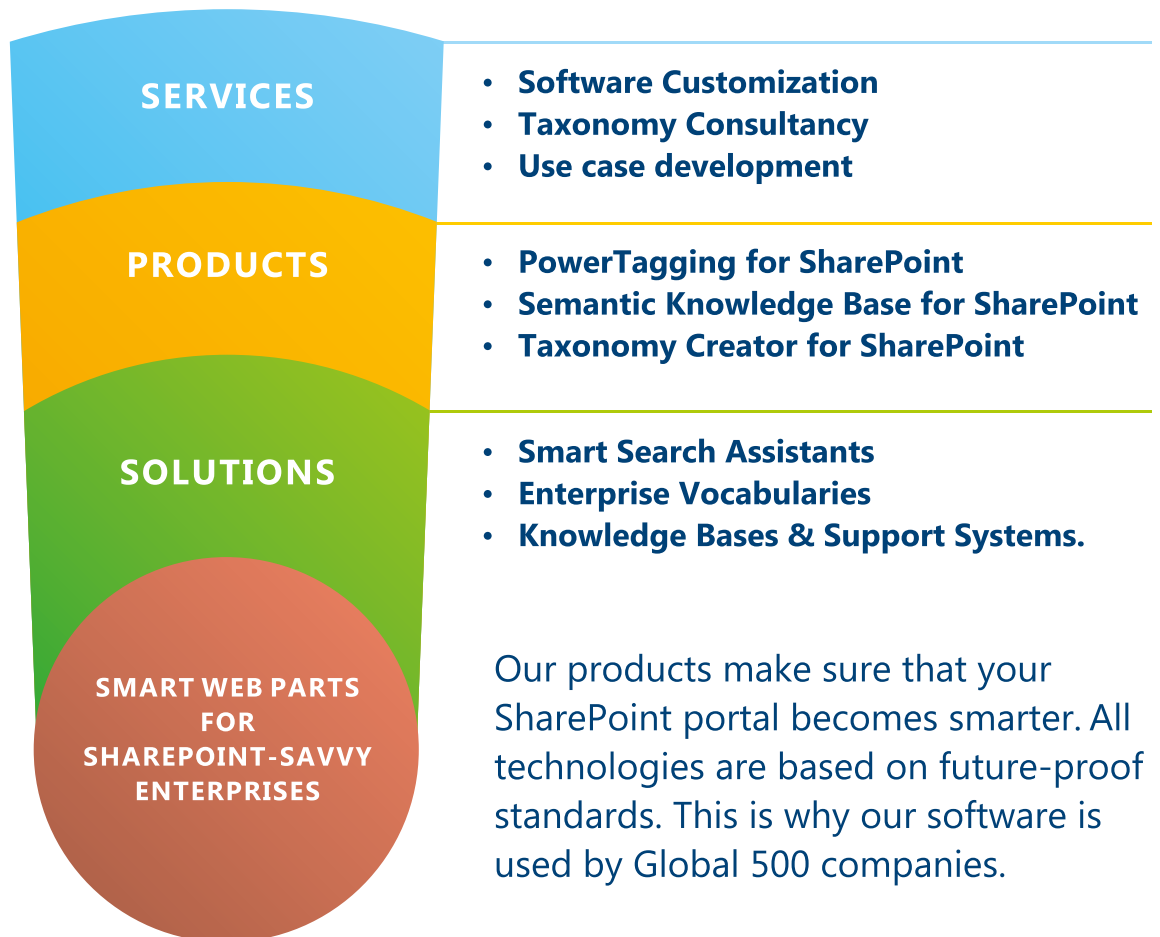 SERVICES
• Software Customization
• Taxonomy Consultancy
• Use case development
PRODUCTS
• PowerTagging for SharePoint
• Semantic Knowledge Base for SharePoint
• Taxonomy Creator for SharePoint
SOLUTIONS
• Smart Search Assistants
• Enterprise Vocabularies
• Knowledge Bases & Support Systems.
SMART WEB PARTS
FOR
SHAREPOINT-SAVVY
ENTERPRISES
Our products make sure that your
SharePoint portal becomes smarter. All
technologies are based on future-proof
standards. This is why our software is
used by Global 500 companies.